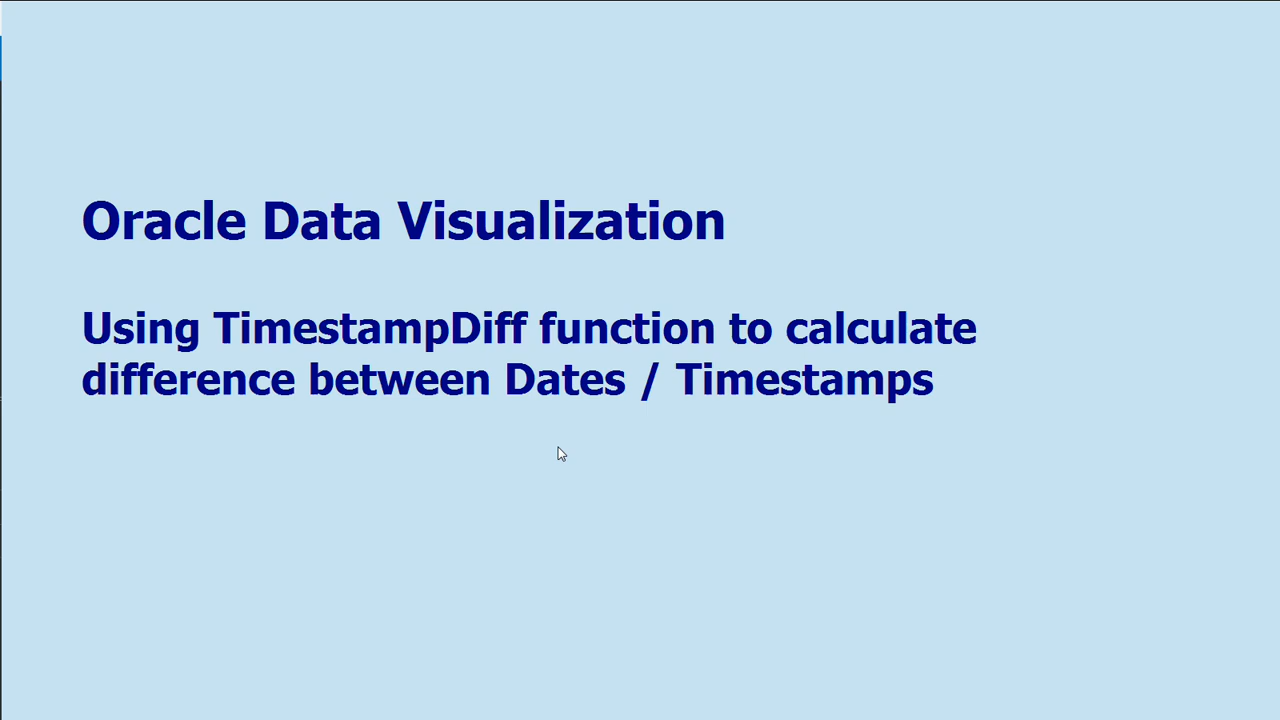 Oracle Data Visualization
Using TimestampDiff function to calculate
difference between Dates / Timestamps